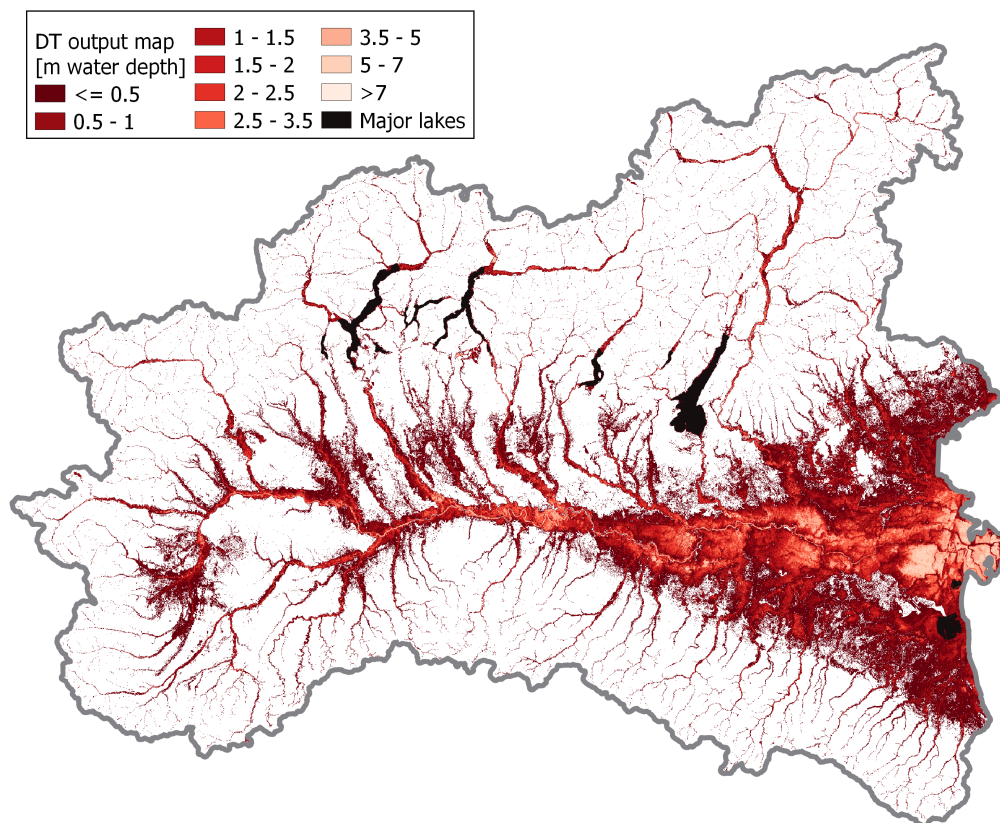 DT output map
[m water depth]
<= 0.5
0.5 - 1
1 - 1.5
1.5 - 2
2 - 2.5
2.5 - 3.5
3.5 - 5
5 - 7
>7
Major lakes